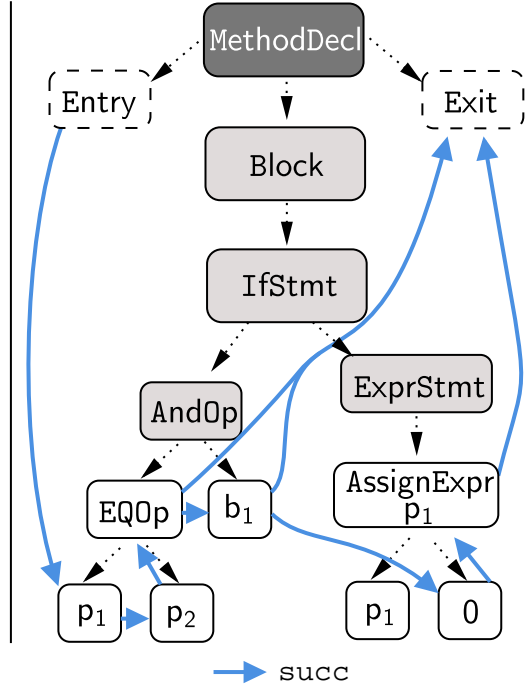 MethodDecl
Entry
Exit
Block
IfStmt
AndOp
ExprStmt
EQOp
b₁
AssignExpr
p₁
p₁
p₂
p₁
0
succ